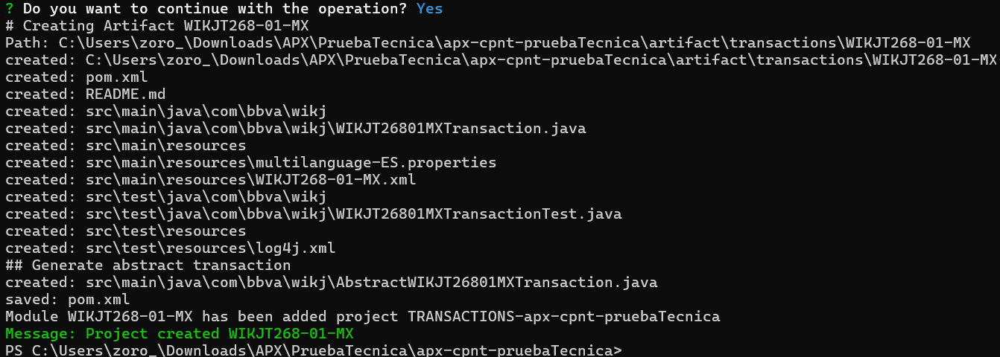 ? Do you want to continue with the operation? Yes
# Creating Artifact WIKJT268-01-MX
Path: C:\Users\zoro_\Downloads\APX\PruebaTecnica\apx-cpnt-pruebaTecnica\artifact\transactions\WIKJT268-01-MX
created: C:\Users\zoro_\Downloads\APX\PruebaTecnica\apx-cpnt-pruebaTecnica\artifact\transactions\WIKJT268-01-MX
created: pom.xml
created: README.md
created: src\main\java\com\bbva\wikj
created: src\main\java\com\bbva\wikj\WIKJT26801MXTransaction.java
created: src\main\resources
created: src\main\resources\multilanguage-ES.properties
created: src\main\resources\WIKJT268-01-MX.xml
created: src\test\java\com\bbva\wikj
created: src\test\java\com\bbva\wikj\WIKJT26801MXTransactionTest.java
created: src\test\resources
created: src\test\resources\log4j.xml
## Generate abstract transaction
created: src\main\java\com\bbva\wikj\AbstractWIKJT26801MXTransaction.java
saved: pom.xml
Module WIKJT268-01-MX has been added project TRANSACTIONS-apx-cpnt-pruebaTecnica
Message: Project created WIKJT268-01-MX
PS C:\Users\zoro_\Downloads\APX\PruebaTecnica\apx-cpnt-pruebaTecnica>